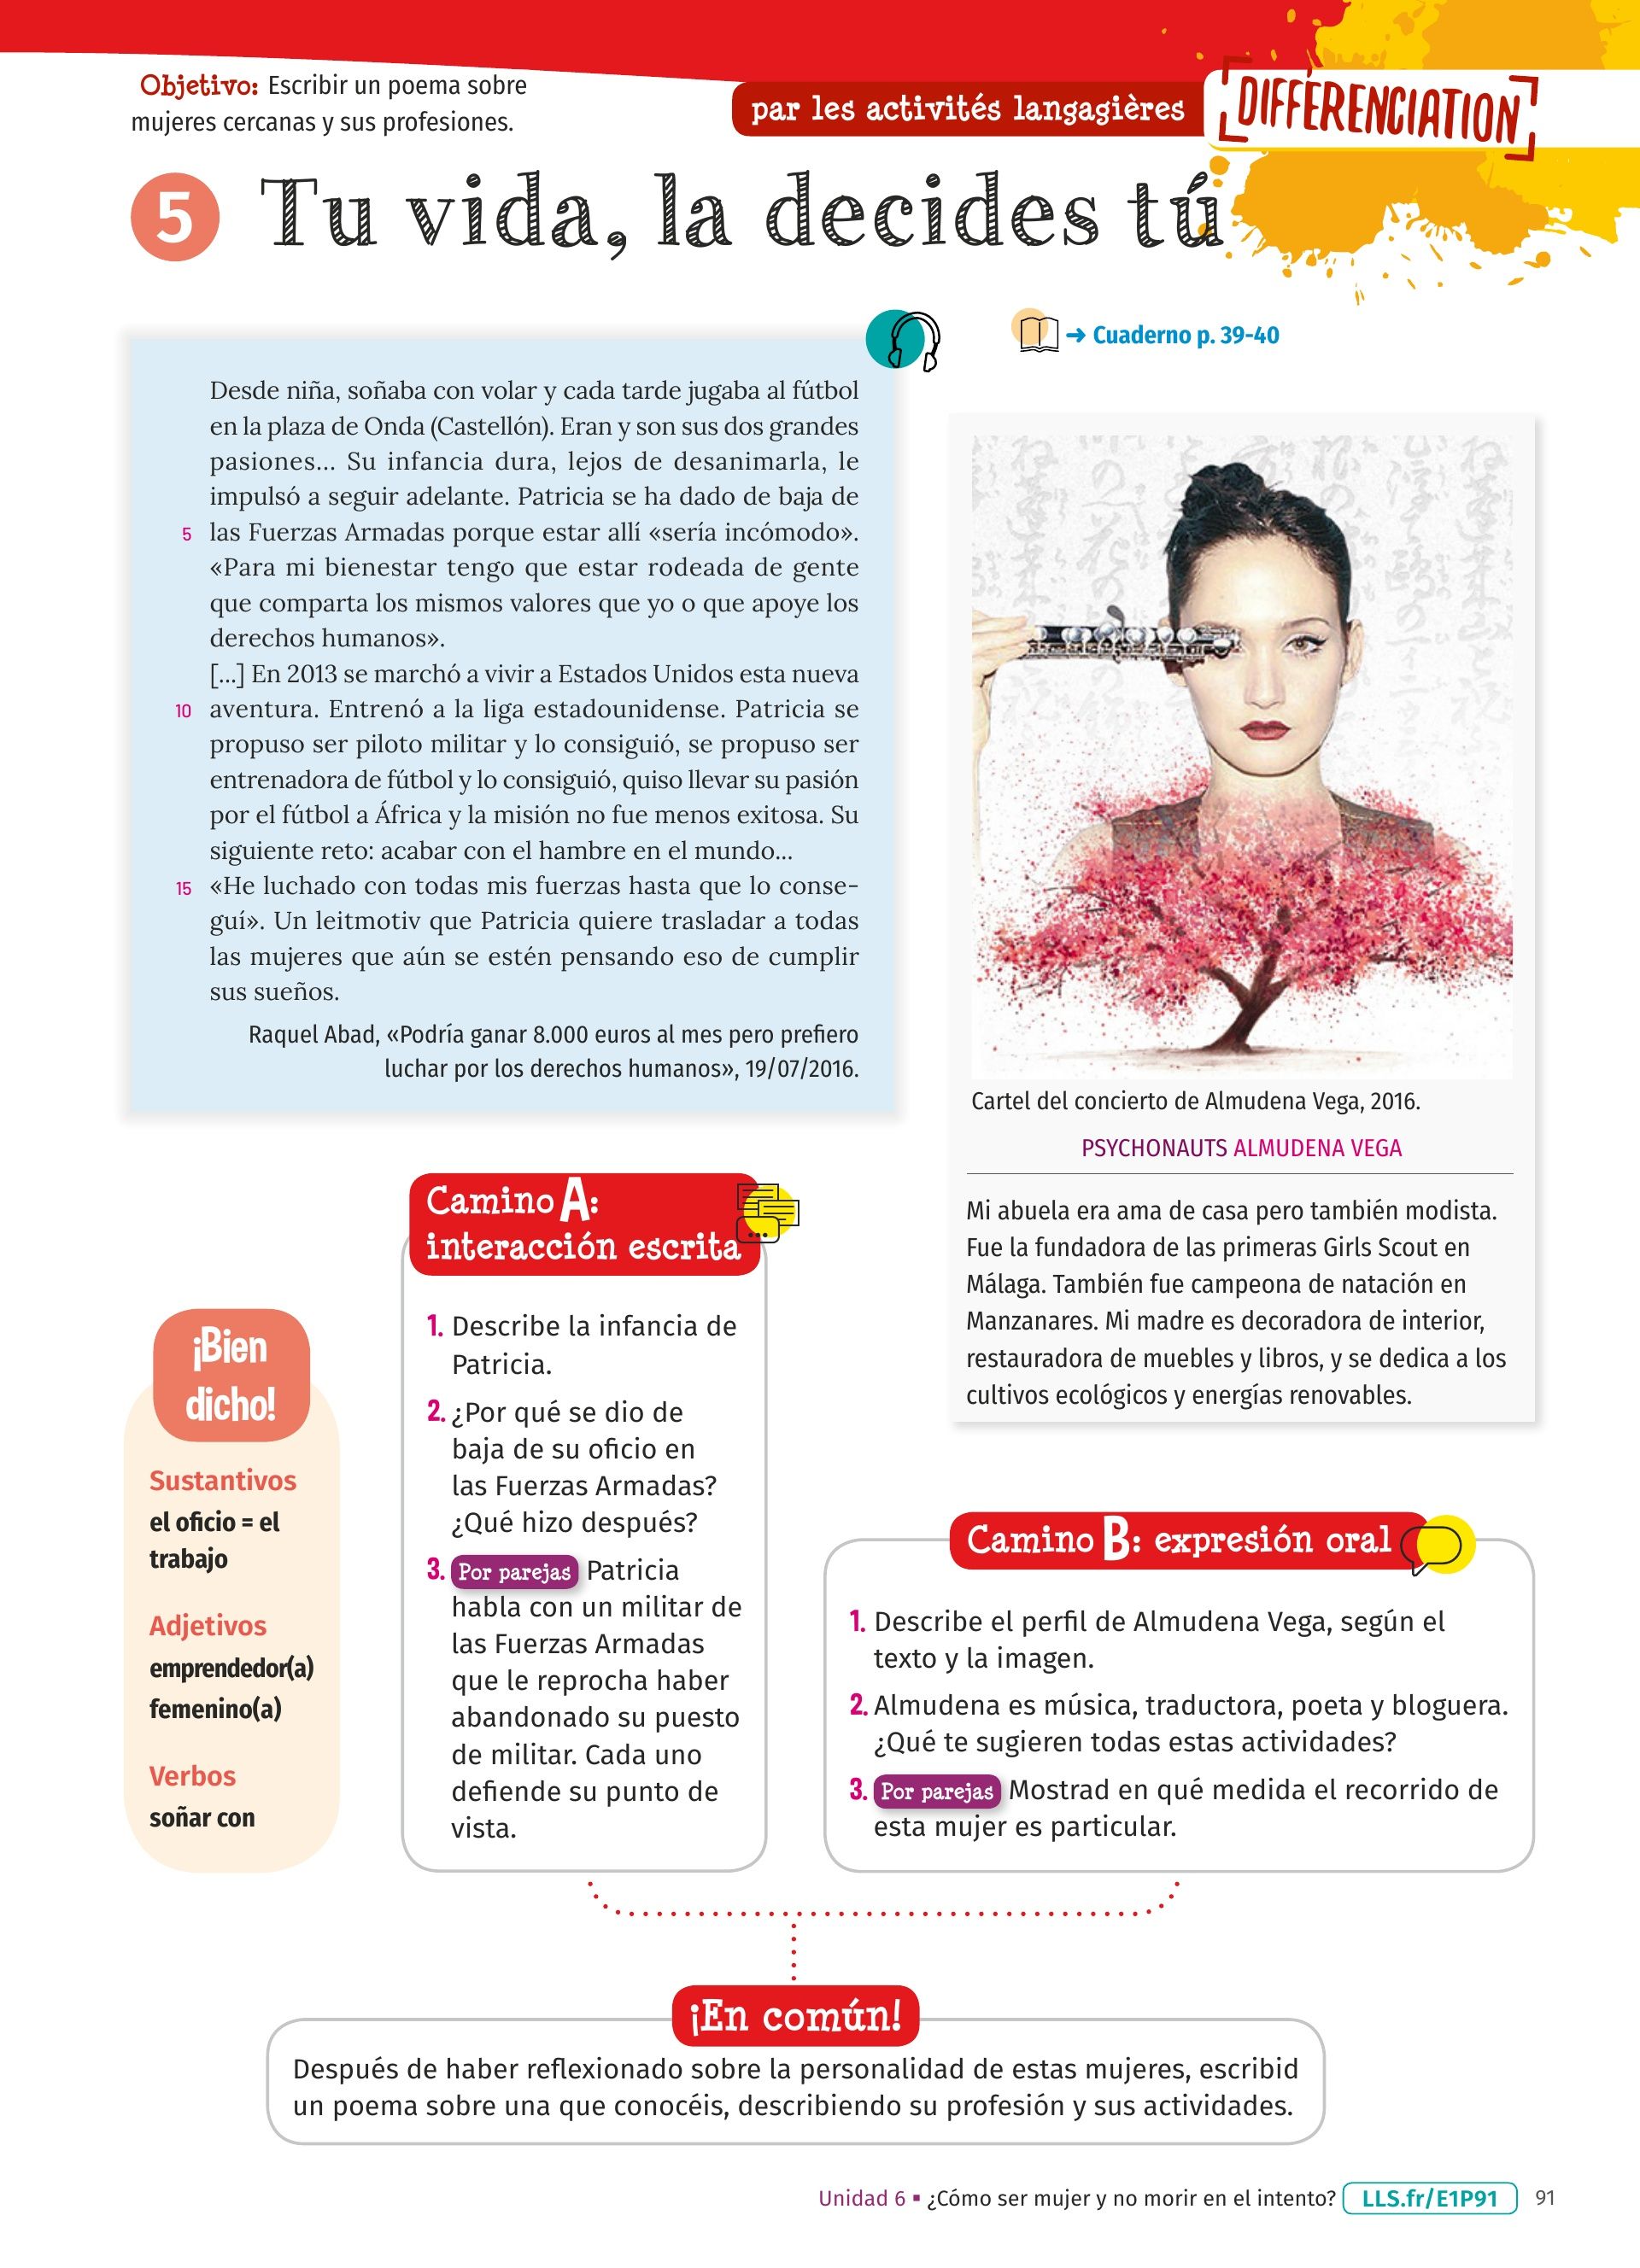 Objetivo: Escribir un poema sobre
mujeres cercanas y sus profesiones.
par les activités langagières
DIFFÉRENCIATION
5 Tu vida, la decides tú
→ Cuaderno p. 39-40
Desde niña, soñaba con volar y cada tarde jugaba al fútbol
en la plaza de Onda (Castellón). Eran y son sus dos grandes
pasiones... Su infancia dura, lejos de desanimarla, le
impulsó a seguir adelante. Patricia se ha dado de baja de
5 las Fuerzas Armadas porque estar allí «sería incómodo».
«Para mi bienestar tengo que estar rodeada de gente
que comparta los mismos valores que yo o que apoye los
derechos humanos».
[...] En 2013 se marchó a vivir a Estados Unidos esta nueva
10 aventura. Entrenó a la liga estadounidense. Patricia se
propuso ser piloto militar y lo consiguió, se propuso ser
entrenadora de fútbol y lo consiguió, quiso llevar su pasión
por el fútbol a África y la misión no fue menos exitosa. Su
siguiente reto: acabar con el hambre en el mundo...
15 «He luchado con todas mis fuerzas hasta que lo conse-
guí». Un leitmotiv que Patricia quiere trasladar a todas
las mujeres que aún se estén pensando eso de cumplir
sus sueños.
Raquel Abad, «Podría ganar 8.000 euros al mes pero prefiero
luchar por los derechos humanos», 19/07/2016.
Cartel del concierto de Almudena Vega, 2016.
PSYCHONAUTS ALMUDENA VEGA
Mi abuela era ama de casa pero también modista.
Fue la fundadora de las primeras Girls Scout en
Málaga. También fue campeona de natación en
Manzanares. Mi madre es decoradora de interior,
restauradora de muebles y libros, y se dedica a los
cultivos ecológicos y energías renovables.
¡Bien
dicho!
Sustantivos
el oficio = el
trabajo
Adjetivos
emprendedor(a)
femenino(a)
Verbos
soñar con
Camino A:
interacción escrita
1. Describe la infancia de
Patricia.
2. ¿Por qué se dio de
baja de su oficio en
las Fuerzas Armadas?
¿Qué hizo después?
3. Por parejas Patricia
habla con un militar de
las Fuerzas Armadas
que le reprocha haber
abandonado su puesto
de militar. Cada uno
defiende su punto de
vista.
Camino B: expresión oral
1. Describe el perfil de Almudena Vega, según el
texto y la imagen.
2. Almudena es música, traductora, poeta y bloguera.
¿Qué te sugieren todas estas actividades?
3. Por parejas Mostrad en qué medida el recorrido de
esta mujer es particular.
¡En común!
Después de haber reflexionado sobre la personalidad de estas mujeres, escribid
un poema sobre una que conocéis, describiendo su profesión y sus actividades.
Unidad 6 ▪ ¿Cómo ser mujer y no morir en el intento? LLS.fr/E1P91 91